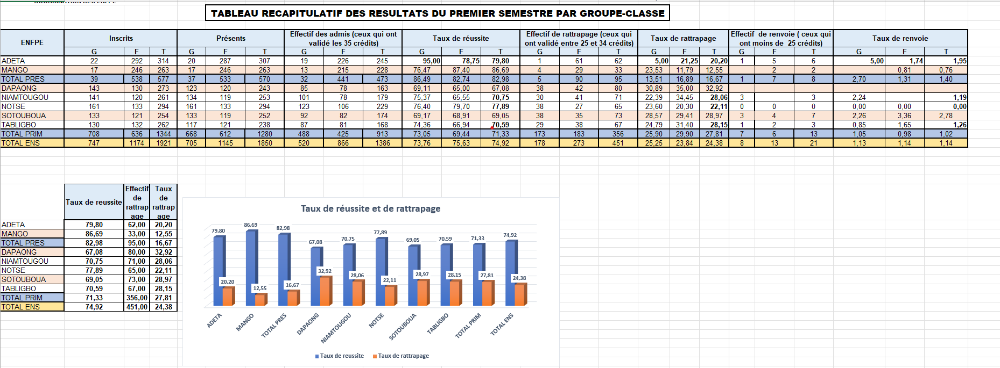 COORDINATION DES ENFPE
TABLEAU RECAPITULATIF DES RESULTATS DU PREMIER SEMESTRE PAR GROUPE-CLASSE
ENFPE Inscrits Présents Effectif des admis (ceux qui ont validé les 35 crédits) Taux de réussite Effectif de rattrapage (ceux qui ont validé entre 25 et 34 crédits) Taux de rattrapage Effectif de renvoie ( ceux qui ont moins de 25 crédits) Taux de renvoie
G F T G F T G F T G F T G F T G F T G F T G F T
ADETA 22 292 314 20 287 307 19 226 245 95,00 78,75 79,80 1 61 62 5,00 21,25 20,20 1 5 6 5,00 1,74 1,95
MANGO 17 246 263 17 246 263 13 215 228 76,47 87,40 86,69 4 29 33 23,53 11,79 12,55 2 2 0,81 0,76
TOTAL PRES 39 538 577 37 533 570 32 441 473 86,49 82,74 82,98 5 90 95 13,51 16,89 16,67 1 7 8 2,70 1,31 1,40
DAPAONG 143 130 273 123 120 243 85 78 163 69,11 65,00 67,08 38 42 80 30,89 35,00 32,92
NIAMTOUGOU 141 120 261 134 119 253 101 78 179 75,37 65,55 70,75 30 41 71 22,39 34,45 28,06 3 3 2,24 1,19
NOTSE 161 133 294 161 133 294 123 106 229 76,40 79,70 77,89 38 27 65 23,60 20,30 22,11 0 0 0 0,00 0,00 0,00
SOTOUBOUA 133 121 254 133 119 252 92 82 174 69,17 68,91 69,05 38 35 73 28,57 29,41 28,97 3 4 7 2,26 3,36 2,78
TABLIGBO 130 132 262 117 121 238 87 81 168 74,36 66,94 70,59 29 38 67 24,79 31,40 28,15 1 2 3 0,85 1,65 1,26
TOTAL PRIM 708 636 1344 668 612 1280 488 425 913 73,05 69,44 71,33 173 183 356 25,90 29,90 27,81 7 6 13 1,05 0,98 1,02
TOTAL ENS 747 1174 1921 705 1145 1850 520 866 1386 73,76 75,63 74,92 178 273 451 25,25 23,84 24,38 8 13 21 1,13 1,14 1,14
Taux de reussite Effectif de rattrapage Taux de rattrapage
ADETA 79,80 62,00 20,20
MANGO 86,69 33,00 12,55
TOTAL PRES 82,98 95,00 16,67
DAPAONG 67,08 80,00 32,92
NIAMTOUGOU 70,75 71,00 28,06
NOTSE 77,89 65,00 22,11
SOTOUBOUA 69,05 73,00 28,97
TABLIGBO 70,59 67,00 28,15
TOTAL PRIM 71,33 356,00 27,81
TOTAL ENS 74,92 451,00 24,38
Taux de réussite et de rattrapage
79,80 86,69 82,98 67,08 70,75 77,89 69,05 70,59 71,33 74,92
20,20 12,55 16,67 32,92 28,06 22,11 28,97 28,15 27,81 24,38
ADETA MANGO TOTAL PRES DAPAONG NIAMTOUGOU NOTSE SOTOUBOUA TABLIGBO TOTAL PRIM TOTAL ENS
Taux de reussite Taux de rattrapage